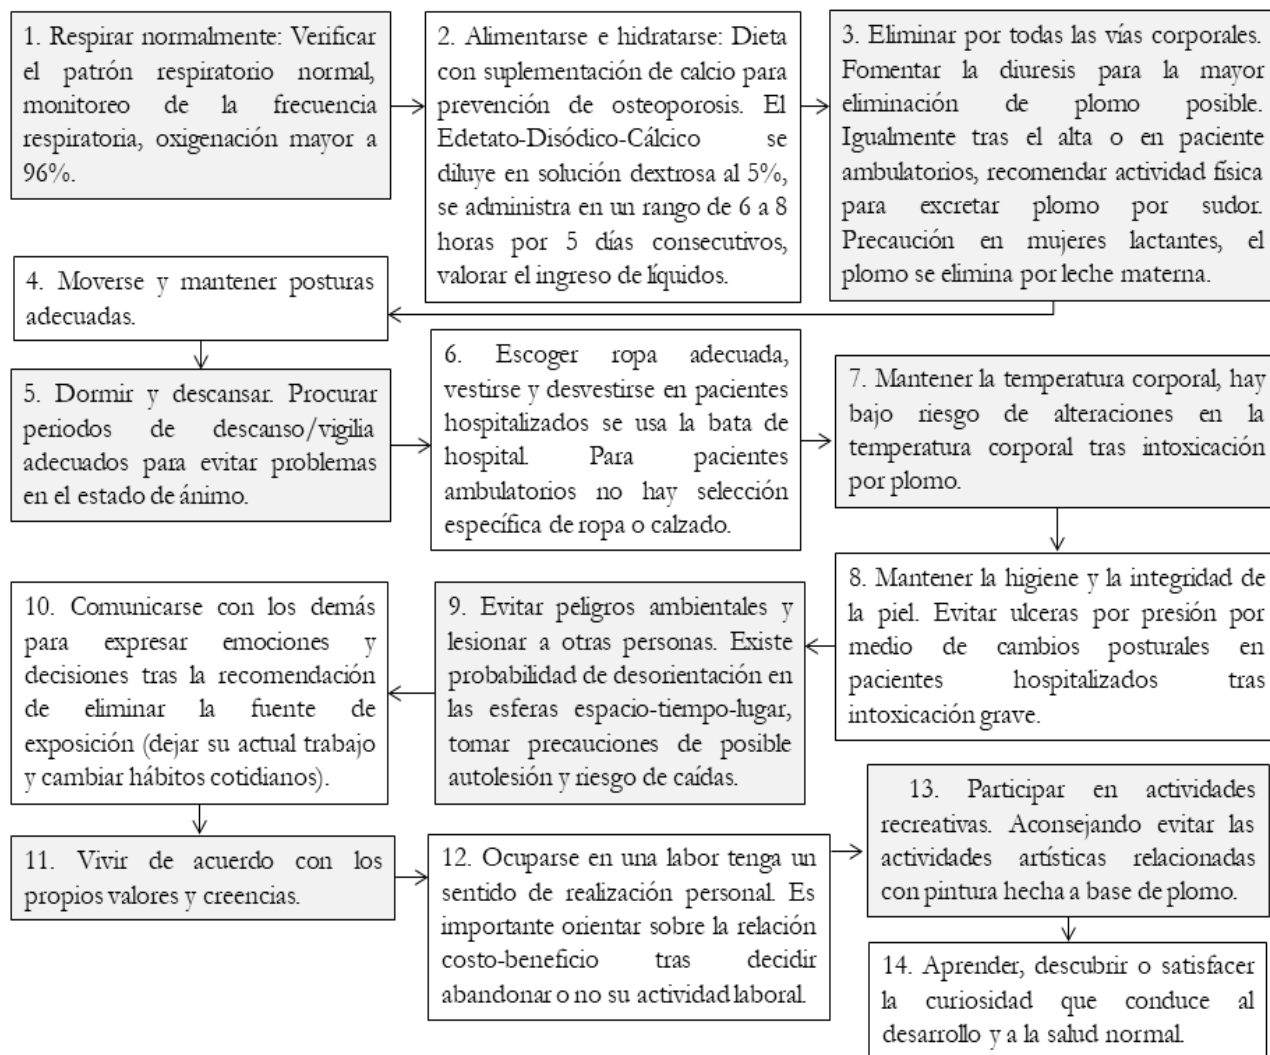 1. Respirar normalmente: Verificar
el patrón respiratorio normal,
monitoreo de la frecuencia
respiratoria, oxigenación mayor a
96%.
2. Alimentarse e hidratarse: Dieta
con suplementación de calcio para
prevención de osteoporosis. El
Edetato-Disódico-Cálcico se
diluye en solución dextrosa al 5%,
se administra en un rango de 6 a 8
horas por 5 días consecutivos,
valorar el ingreso de líquidos.
3. Eliminar por todas las vías corporales.
Fomentar la diuresis para la mayor
eliminación de plomo posible.
Igualmente tras el alta o en paciente
ambulatorios, recomendar actividad física
para excretar plomo por sudor.
Precaución en mujeres lactantes, el
plomo se elimina por leche materna.
4. Moverse y mantener posturas
adecuadas.
5. Dormir y descansar. Procurar
periodos de descanso/vigilia
adecuados para evitar problemas
en el estado de ánimo.
6. Escoger ropa adecuada,
vestirse y desvestirse en pacientes
hospitalizados se usa la bata de
hospital. Para pacientes
ambulatorios no hay selección
específica de ropa o calzado.
7. Mantener la temperatura corporal, hay
bajo riesgo de alteraciones en la
temperatura corporal tras intoxicación
por plomo.
8. Mantener la higiene y la integridad de
la piel. Evitar ulceras por presión por
medio de cambios posturales en
pacientes hospitalizados tras
intoxicación grave.
9. Evitar peligros ambientales y
lesionar a otras personas. Existe
probabilidad de desorientación en
las esferas espacio-tiempo-lugar,
tomar precauciones de posible
autolesión y riesgo de caídas.
10. Comunicarse con los demás
para expresar emociones y
decisiones tras la recomendación
de eliminar la fuente de
exposición (dejar su actual trabajo
y cambiar hábitos cotidianos).
11. Vivir de acuerdo con los
propios valores y creencias.
12. Ocuparse en una labor tenga un
sentido de realización personal. Es
importante orientar sobre la relación
costo-beneficio tras decidir
abandonar o no su actividad laboral.
13. Participar en actividades
recreativas. Aconsejando evitar las
actividades artísticas relacionadas
con pintura hecha a base de plomo.
14. Aprender, descubrir o satisfacer
la curiosidad que conduce al
desarrollo y a la salud normal.